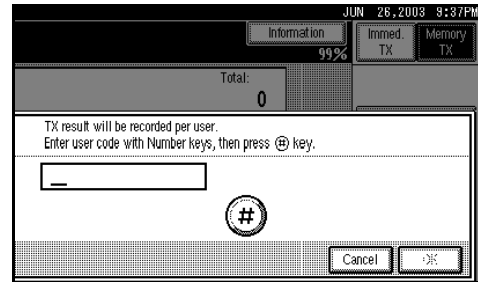 JUN 26,2003 9:37PM
Information
Immed. TX
Memory TX
99%
Total:
0
TX result will be recorded per user.
Enter user code with Number keys, then press # key.
#
Cancel
OK